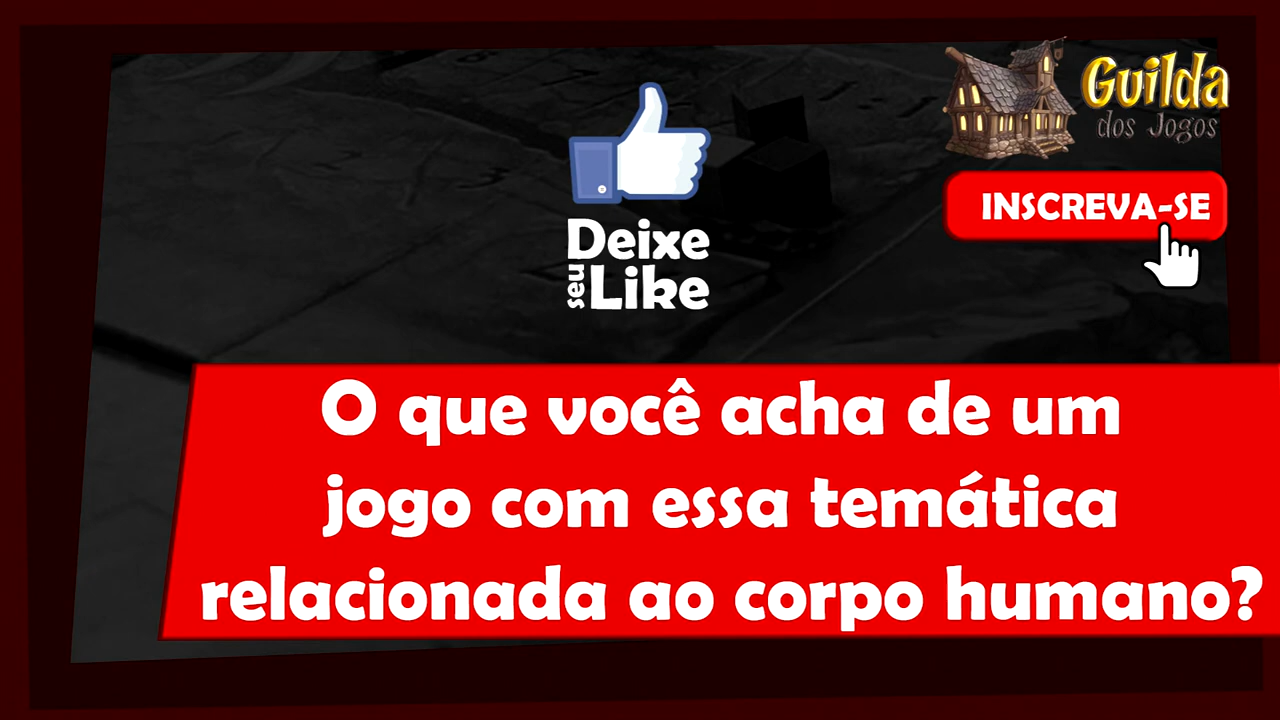 Guilda
dos Jogos
INSCREVA-SE
Deixe
seu Like
O que você acha de um
jogo com essa temática
relacionada ao corpo humano?